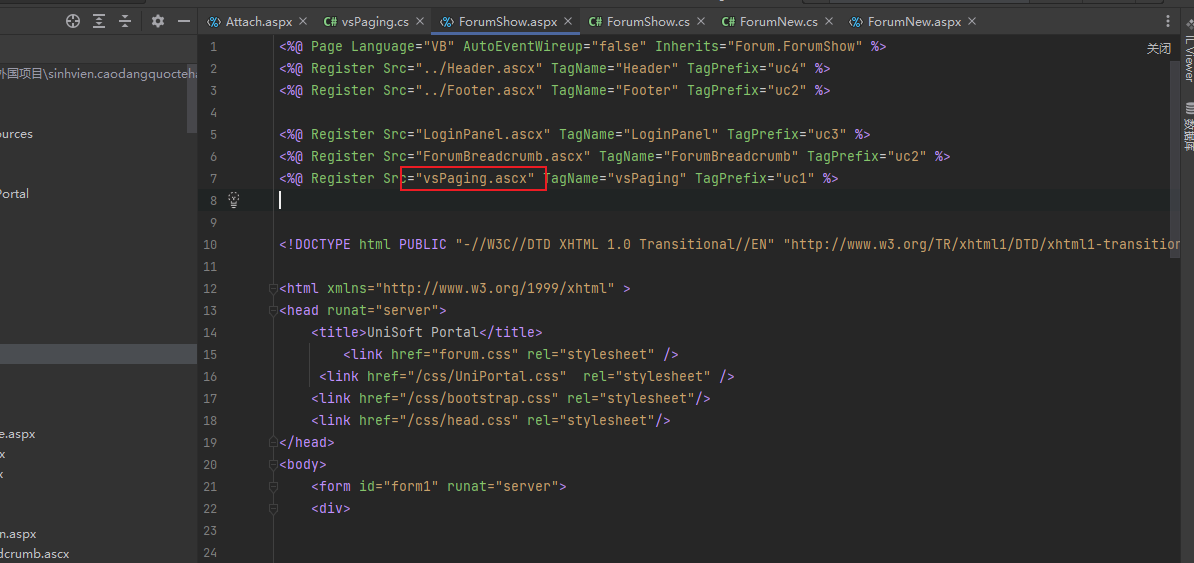 Attach.aspx vsPaging.cs ForumShow.aspx ForumShow.cs ForumNew.cs ForumNew.aspx
外国项目\sinhvien.caodangquocteha
ources
Portal
e.aspx
x
x
n.aspx
dcrumb.ascx
关闭
IL Viewer
数据库
1 <%@ Page Language="VB" AutoEventWireup="false" Inherits="Forum.ForumShow" %>
2 <%@ Register Src="../Header.ascx" TagName="Header" TagPrefix="uc4" %>
3 <%@ Register Src="../Footer.ascx" TagName="Footer" TagPrefix="uc2" %>
4
5 <%@ Register Src="LoginPanel.ascx" TagName="LoginPanel" TagPrefix="uc3" %>
6 <%@ Register Src="ForumBreadcrumb.ascx" TagName="ForumBreadcrumb" TagPrefix="uc2" %>
7 <%@ Register Src="vsPaging.ascx" TagName="vsPaging" TagPrefix="uc1" %>
8
9
10 <!DOCTYPE html PUBLIC "-//W3C//DTD XHTML 1.0 Transitional//EN" "http://www.w3.org/TR/xhtml1/DTD/xhtml1-transition
11
12 <html xmlns="http://www.w3.org/1999/xhtml" >
13 <head runat="server">
14 <title>UniSoft Portal</title>
15 <link href="forum.css" rel="stylesheet" />
16 <link href="/css/UniPortal.css"  rel="stylesheet" />
17 <link href="/css/bootstrap.css" rel="stylesheet"/>
18 <link href="/css/head.css" rel="stylesheet"/>
19 </head>
20 <body>
21 <form id="form1" runat="server">
22 <div>
23
24